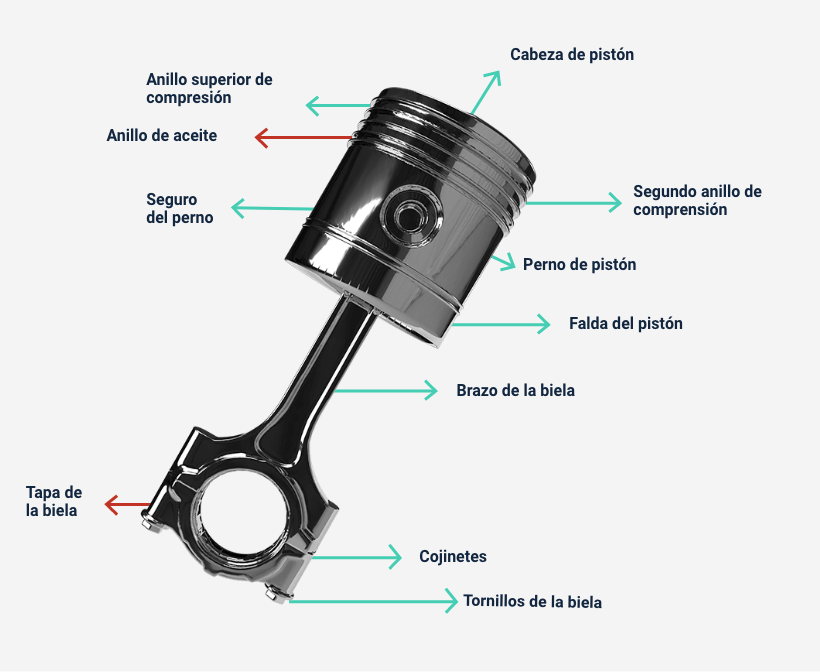 Cabeza de pistón
Anillo superior de
compresión
Anillo de aceite
Seguro
del perno
Segundo anillo de
comprensión
Perno de pistón
Falda del pistón
Brazo de la biela
Tapa de
la biela
Cojinetes
Tornillos de la biela